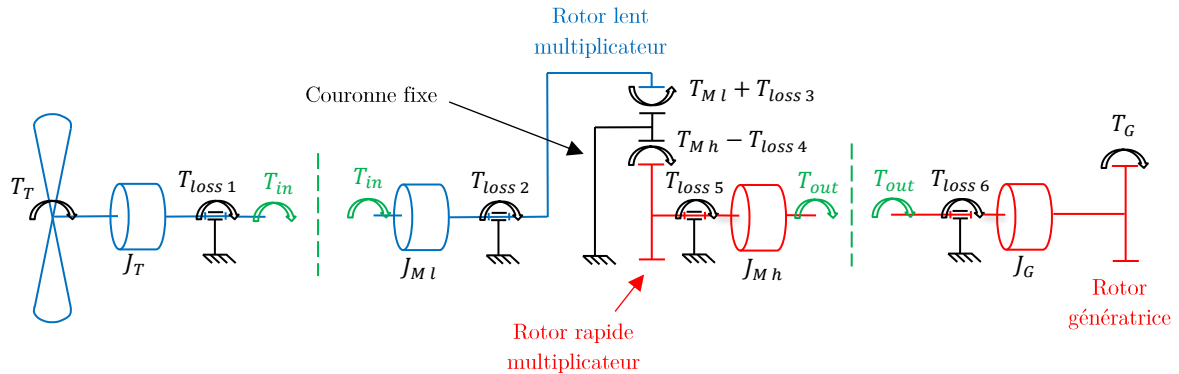 Rotor lent
multiplicateur
Couronne fixe
T_{M l} + T_{loss 3}
T_{M h} − T_{loss 4}
T_G
T_T
T_{loss 1}
T_{in}
T_{in}
T_{loss 2}
T_{loss 5}
T_{out}
T_{out}
T_{loss 6}
J_T
J_{M l}
J_{M h}
J_G
Rotor rapide
multiplicateur
Rotor
génératrice